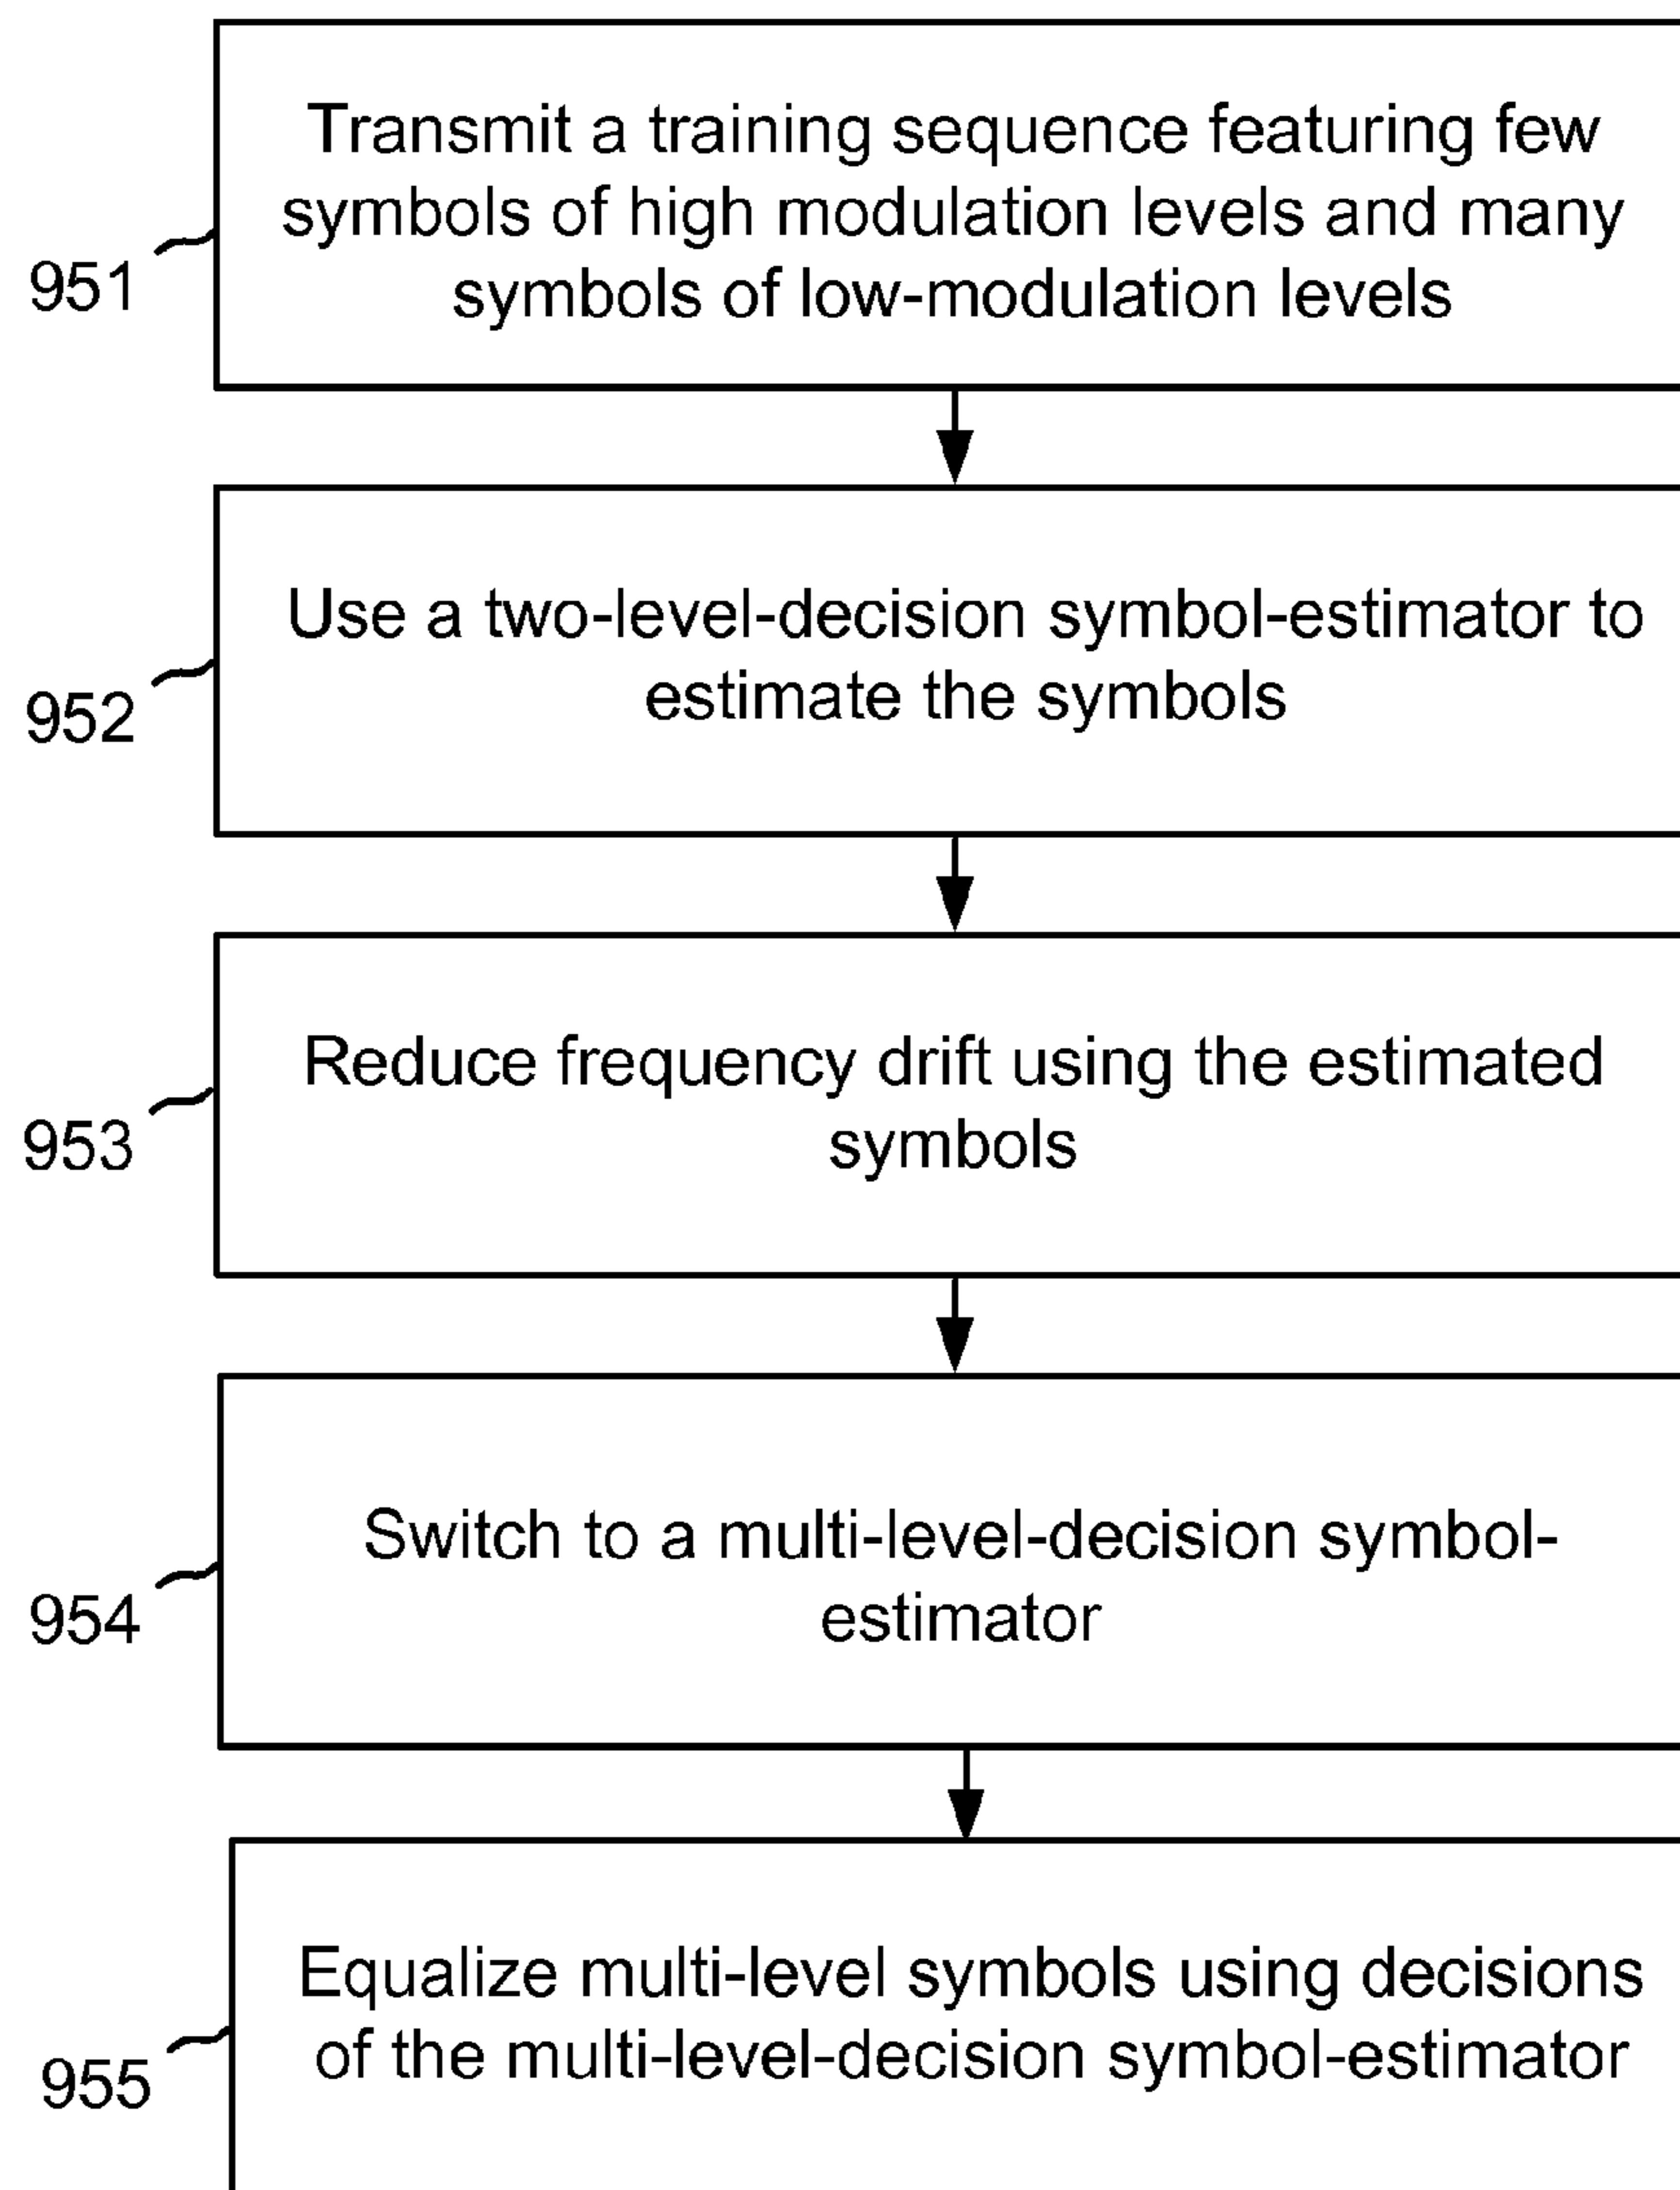 Transmit a training sequence featuring few
symbols of high modulation levels and many
symbols of low-modulation levels
951
Use a two-level-decision symbol-estimator to
estimate the symbols
952
Reduce frequency drift using the estimated
symbols
953
Switch to a multi-level-decision symbol-
estimator
954
Equalize multi-level symbols using decisions
of the multi-level-decision symbol-estimator
955